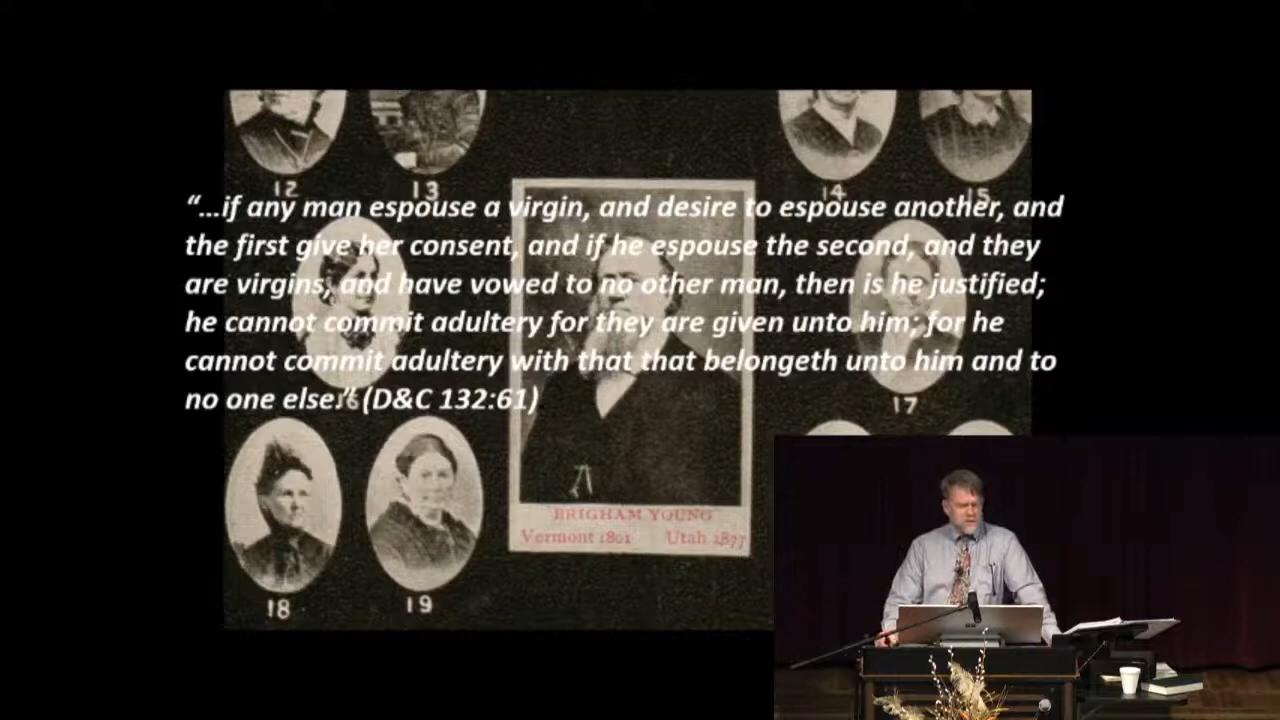 12
13
14
15
“...if any man espouse a virgin, and desire to espouse another, and
the first give her consent, and if he espouse the second, and they
are virgins, and have vowed to no other man, then is he justified;
he cannot commit adultery for they are given unto him; for he
cannot commit adultery with that that belongeth unto him and to
no one else.” (D&C 132:61)
16
17
BRIGHAM YOUNG
Vermont 1801 Utah 1877
18
19